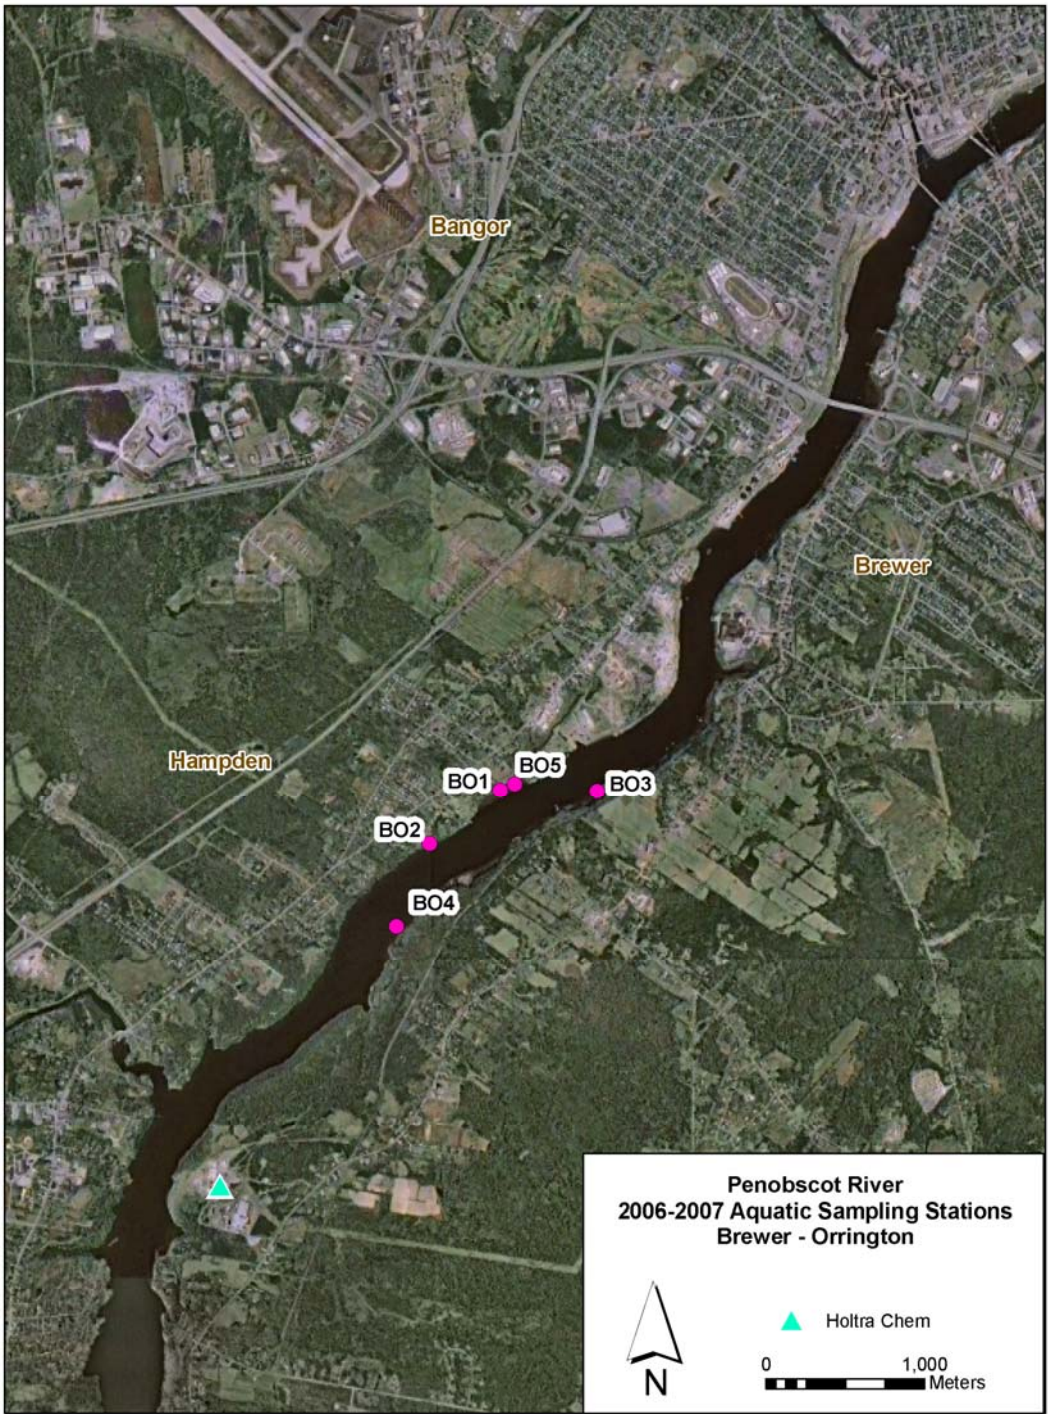 Bangor
Brewer
Hampden
BO1
BO5
BO3
BO2
BO4
Penobscot River
2006-2007 Aquatic Sampling Stations
Brewer - Orrington
Holtra Chem
N
0 1,000
Meters